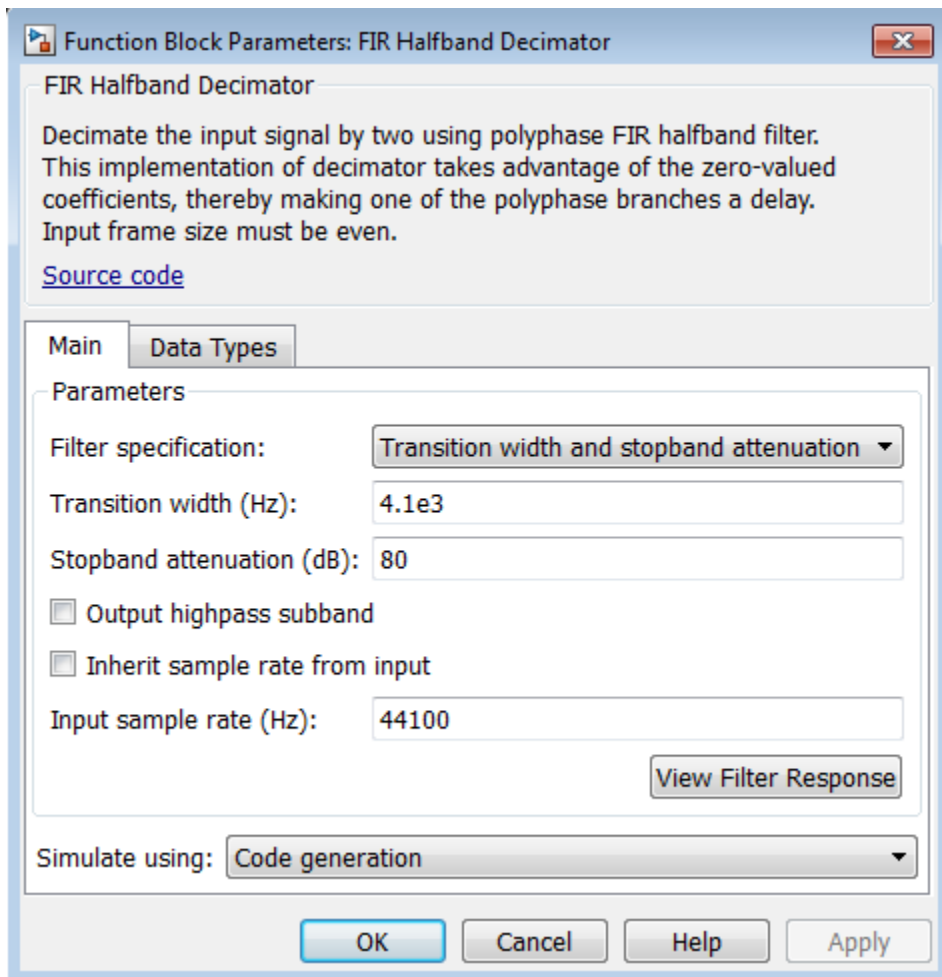 Function Block Parameters: FIR Halfband Decimator
FIR Halfband Decimator
Decimate the input signal by two using polyphase FIR halfband filter.
This implementation of decimator takes advantage of the zero-valued
coefficients, thereby making one of the polyphase branches a delay.
Input frame size must be even.
Source code
Main Data Types
Parameters
Filter specification: Transition width and stopband attenuation
Transition width (Hz): 4.1e3
Stopband attenuation (dB): 80
Output highpass subband
Inherit sample rate from input
Input sample rate (Hz): 44100
View Filter Response
Simulate using: Code generation
OK Cancel Help Apply